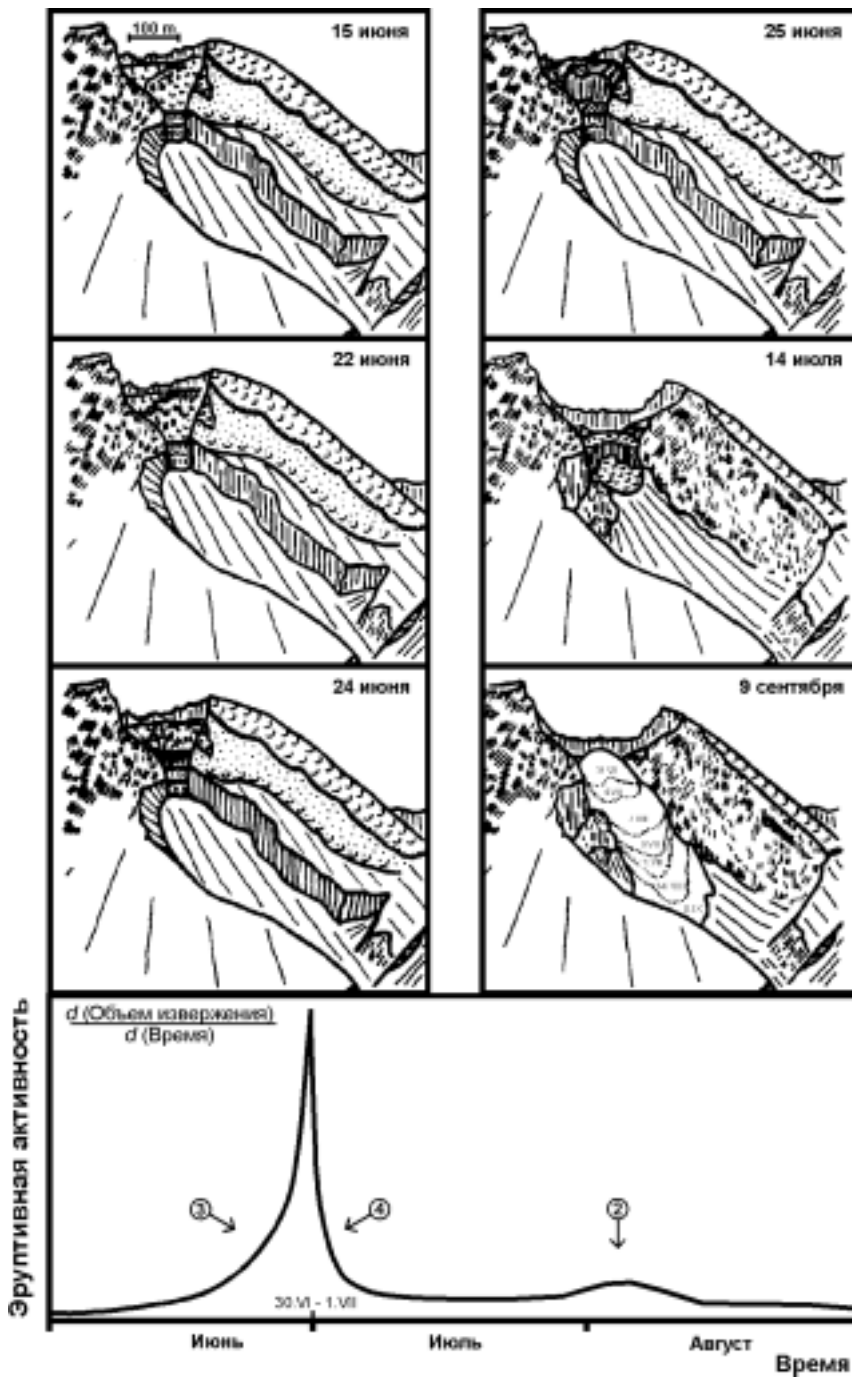 100 m.
15 июня
25 июня
22 июня
14 июля
24 июня
9 сентября
Эруптивная активность
d (Объем извержения)
d (Время)
③
④
②
30.VI - 1.VII
Июнь
Июль
Август
Время